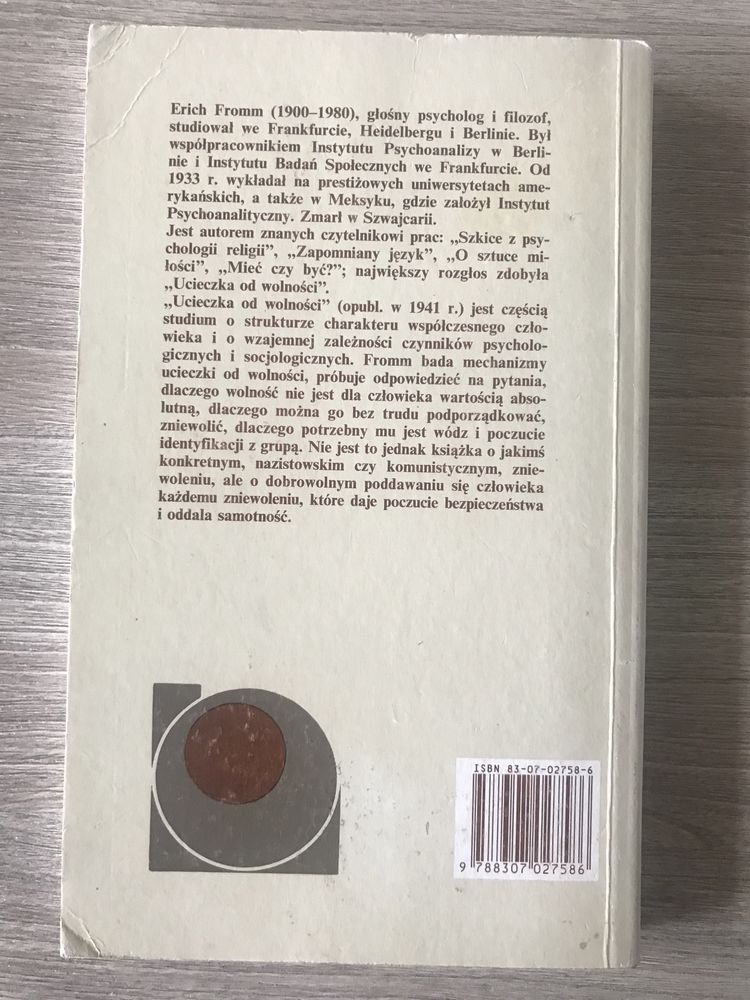 Erich Fromm (1900–1980), głośny psycholog i filozof,
studiował we Frankfurcie, Heidelbergu i Berlinie. Był
współpracownikiem Instytutu Psychoanalizy w Berli-
nie i Instytutu Badań Społecznych we Frankfurcie. Od
1933 r. wykładał na prestiżowych uniwersytetach ame-
rykańskich, a także w Meksyku, gdzie założył Instytut
Psychoanalityczny. Zmarł w Szwajcarii.
Jest autorem znanych czytelnikowi prac: „Szkice z psy-
chologii religii”, „Zapomniany język”, „O sztuce mi-
łości”, „Mieć czy być?”; największy rozgłos zdobyła
„Ucieczka od wolności”.
„Ucieczka od wolności” (opubl. w 1941 r.) jest częścią
studium o strukturze charakteru współczesnego czło-
wieka i o wzajemnej zależności czynników psycholo-
gicznych i socjologicznych. Fromm bada mechanizmy
ucieczki od wolności, próbuje odpowiedzieć na pytania,
dlaczego wolność nie jest dla człowieka wartością abso-
lutną, dlaczego można go bez trudu podporządkować,
zniewolić, dlaczego potrzebny mu jest wódz i poczucie
identyfikacji z grupą. Nie jest to jednak książka o jakimś
konkretnym, nazistowskim czy komunistycznym, znie-
woleniu, ale o dobrowolnym poddawaniu się człowieka
każdemu zniewoleniu, które daje poczucie bezpieczeństwa
i oddala samotność.
ISBN 83-07-02758-6
9 788307 027586